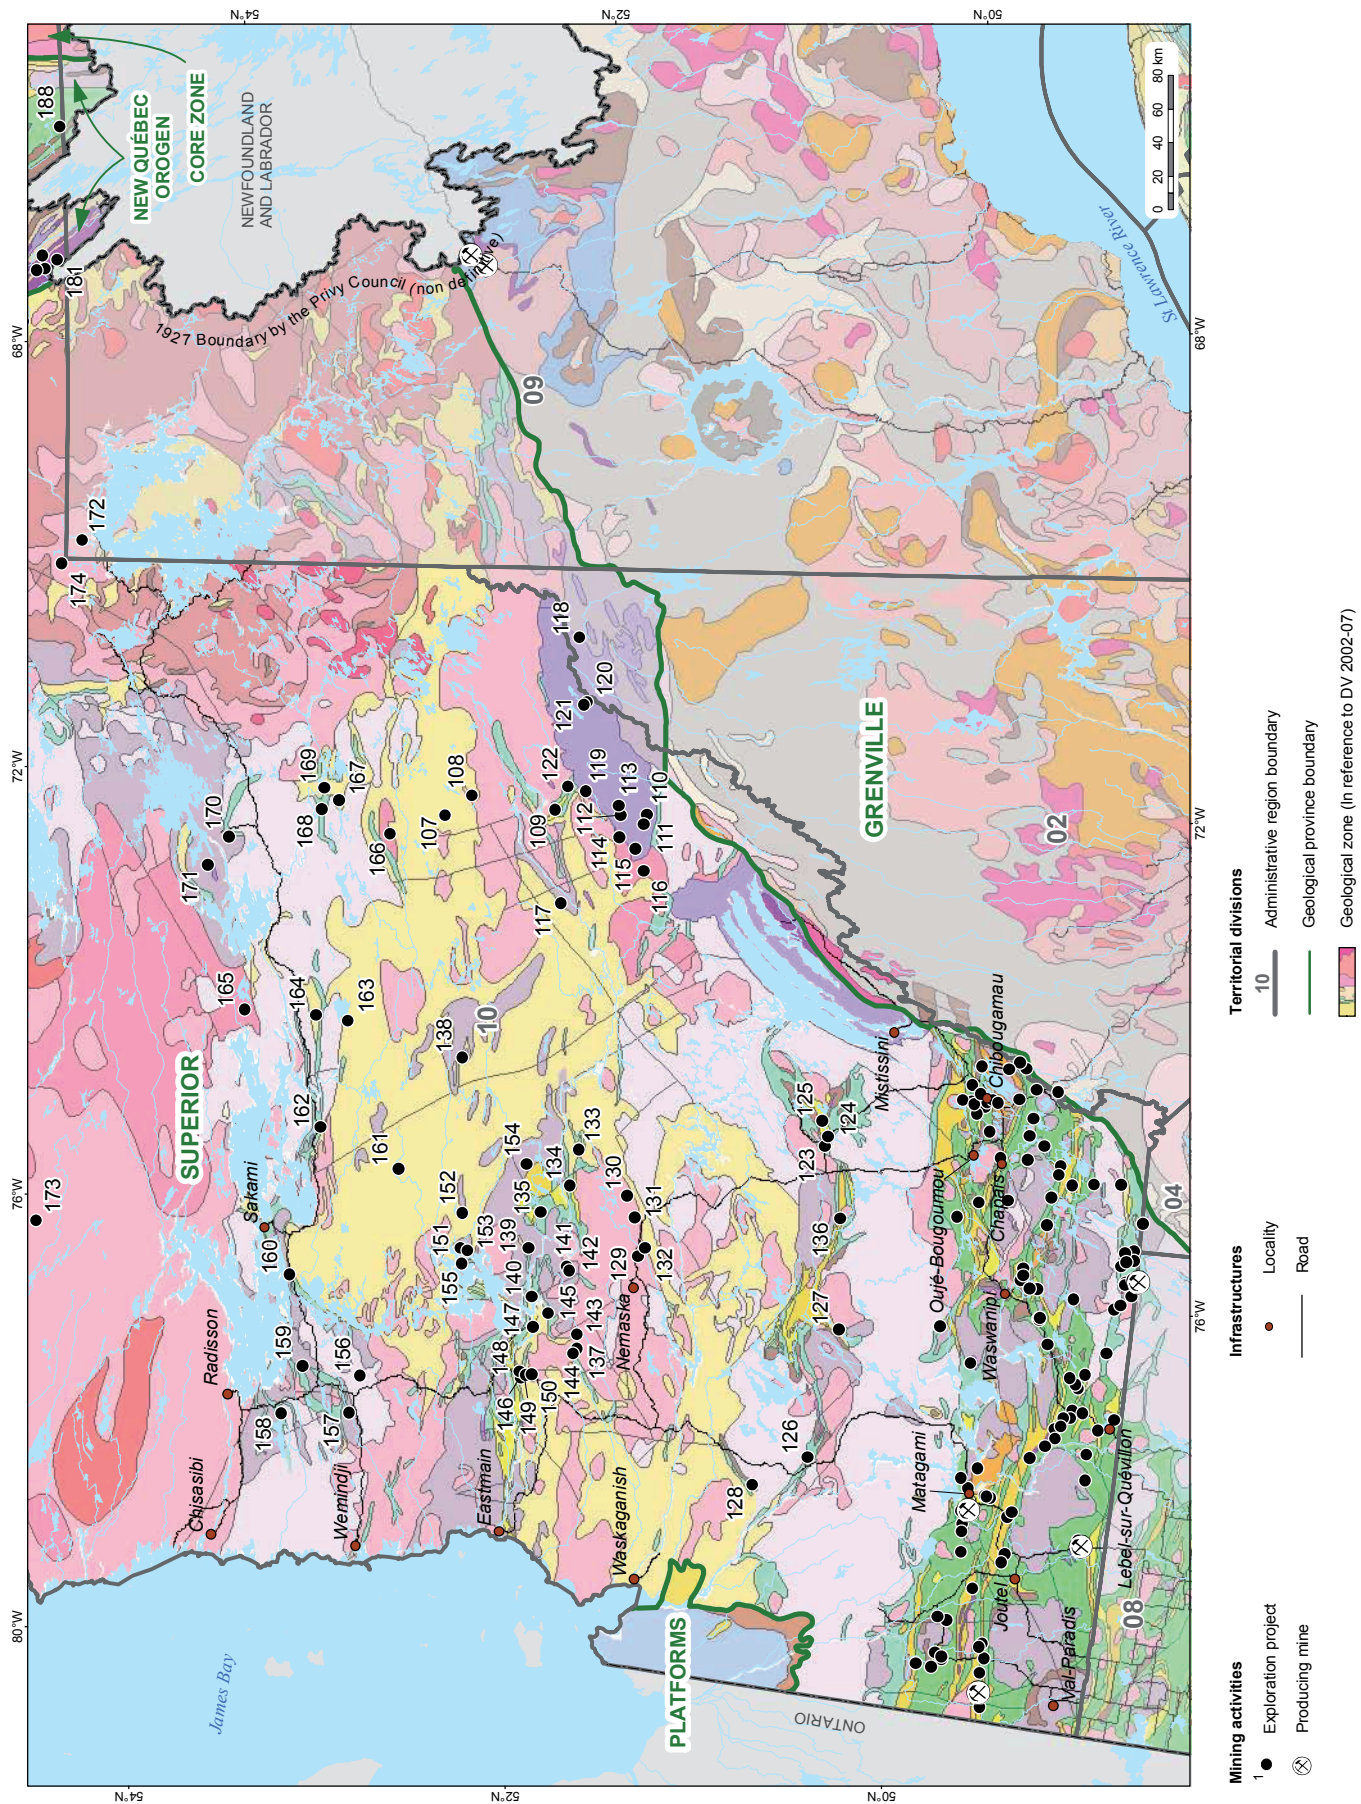 54°N
52°N
50°N
188
NEW QUÉBEC
OROGEN
CORE ZONE
NEWFOUNDLAND
AND LABRADOR
181
1927 Boundary by the Privy Council (non definitive)
68°W
68°W
St Lawrence River
0 20 40 60 80 km
09
172
174
118
120
121
72°W
72°W
169
167
168
170
171
166
107
108
109
122
119
113
112
110
111
114
115
116
117
GRENVILLE
02
165
164
163
162
161
138
10
SUPERIOR
173
76°W
76°W
Sakami
160
159
158
157
156
Radisson
Chisasibi
Wemindji
Eastmain
Waskaganish
Nemaska
Mistissini
Chibougamau
Oujé-Bougoumou
Chapais
Waswanipi
Matagami
Joutel
Val-Paradis
Lebel-sur-Quévillon
154
152
151
153
155
135
134
133
139
140
141
142
130
131
129
132
147
145
143
148
146
149
150
144
137
125
124
123
136
127
126
128
04
08
80°W
James Bay
PLATFORMS
ONTARIO
54°N
52°N
50°N
Mining activities
1
Exploration project
Producing mine
Infrastructures
Locality
Road
Territorial divisions
10
Administrative region boundary
Geological province boundary
Geological zone (In reference to DV 2002-07)